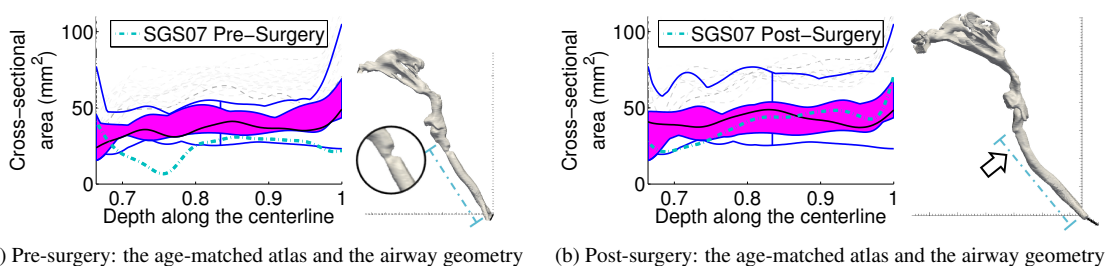 SGS07 Pre−Surgery
Cross−sectional
area (mm²)
100
50
0
0.7 0.8 0.9 1
Depth along the centerline
) Pre-surgery: the age-matched atlas and the airway geometry
SGS07 Post−Surgery
Cross−sectional
area (mm²)
100
50
0
0.7 0.8 0.9 1
Depth along the centerline
(b) Post-surgery: the age-matched atlas and the airway geometry